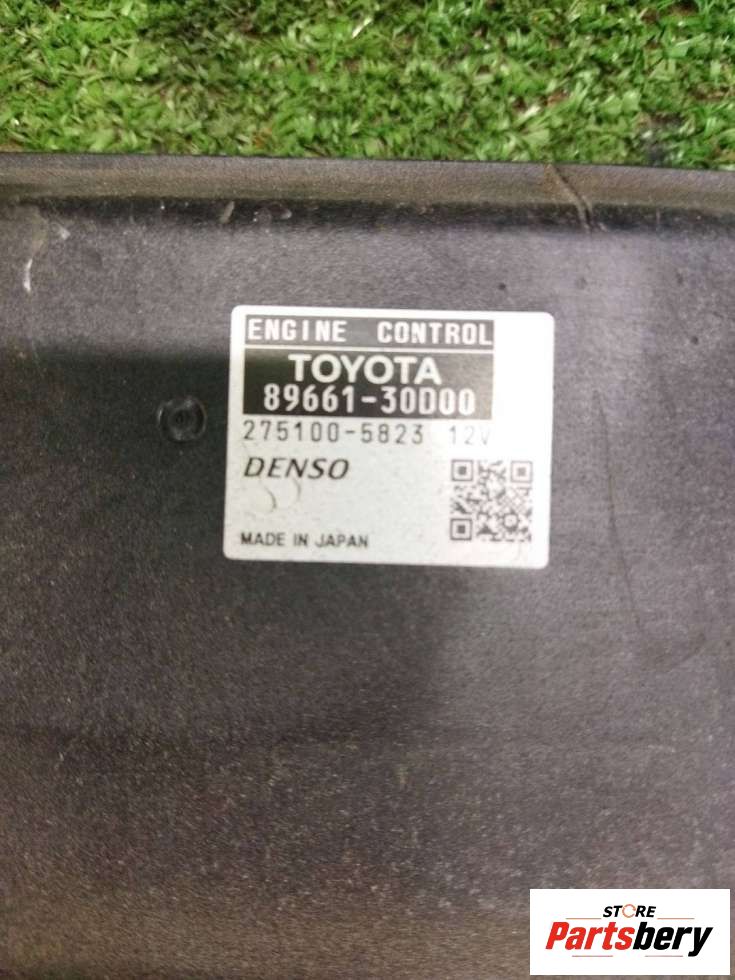 ENGINE CONTROL
TOYOTA
89661-30D00
275100-5823 12V
DENSO
MADE IN JAPAN
STORE
Partsbery